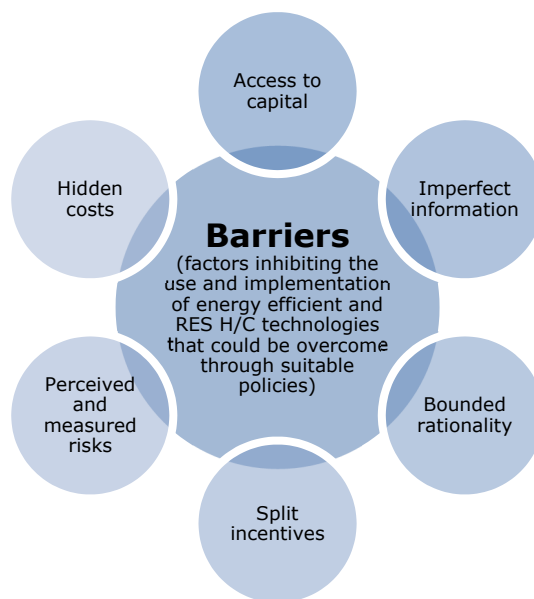 Access to
capital
Hidden
costs
Imperfect
information
Barriers
(factors inhibiting the
use and implementation
of energy efficient and
RES H/C technologies
that could be overcome
through suitable
policies)
Perceived
and
measured
risks
Bounded
rationality
Split
incentives